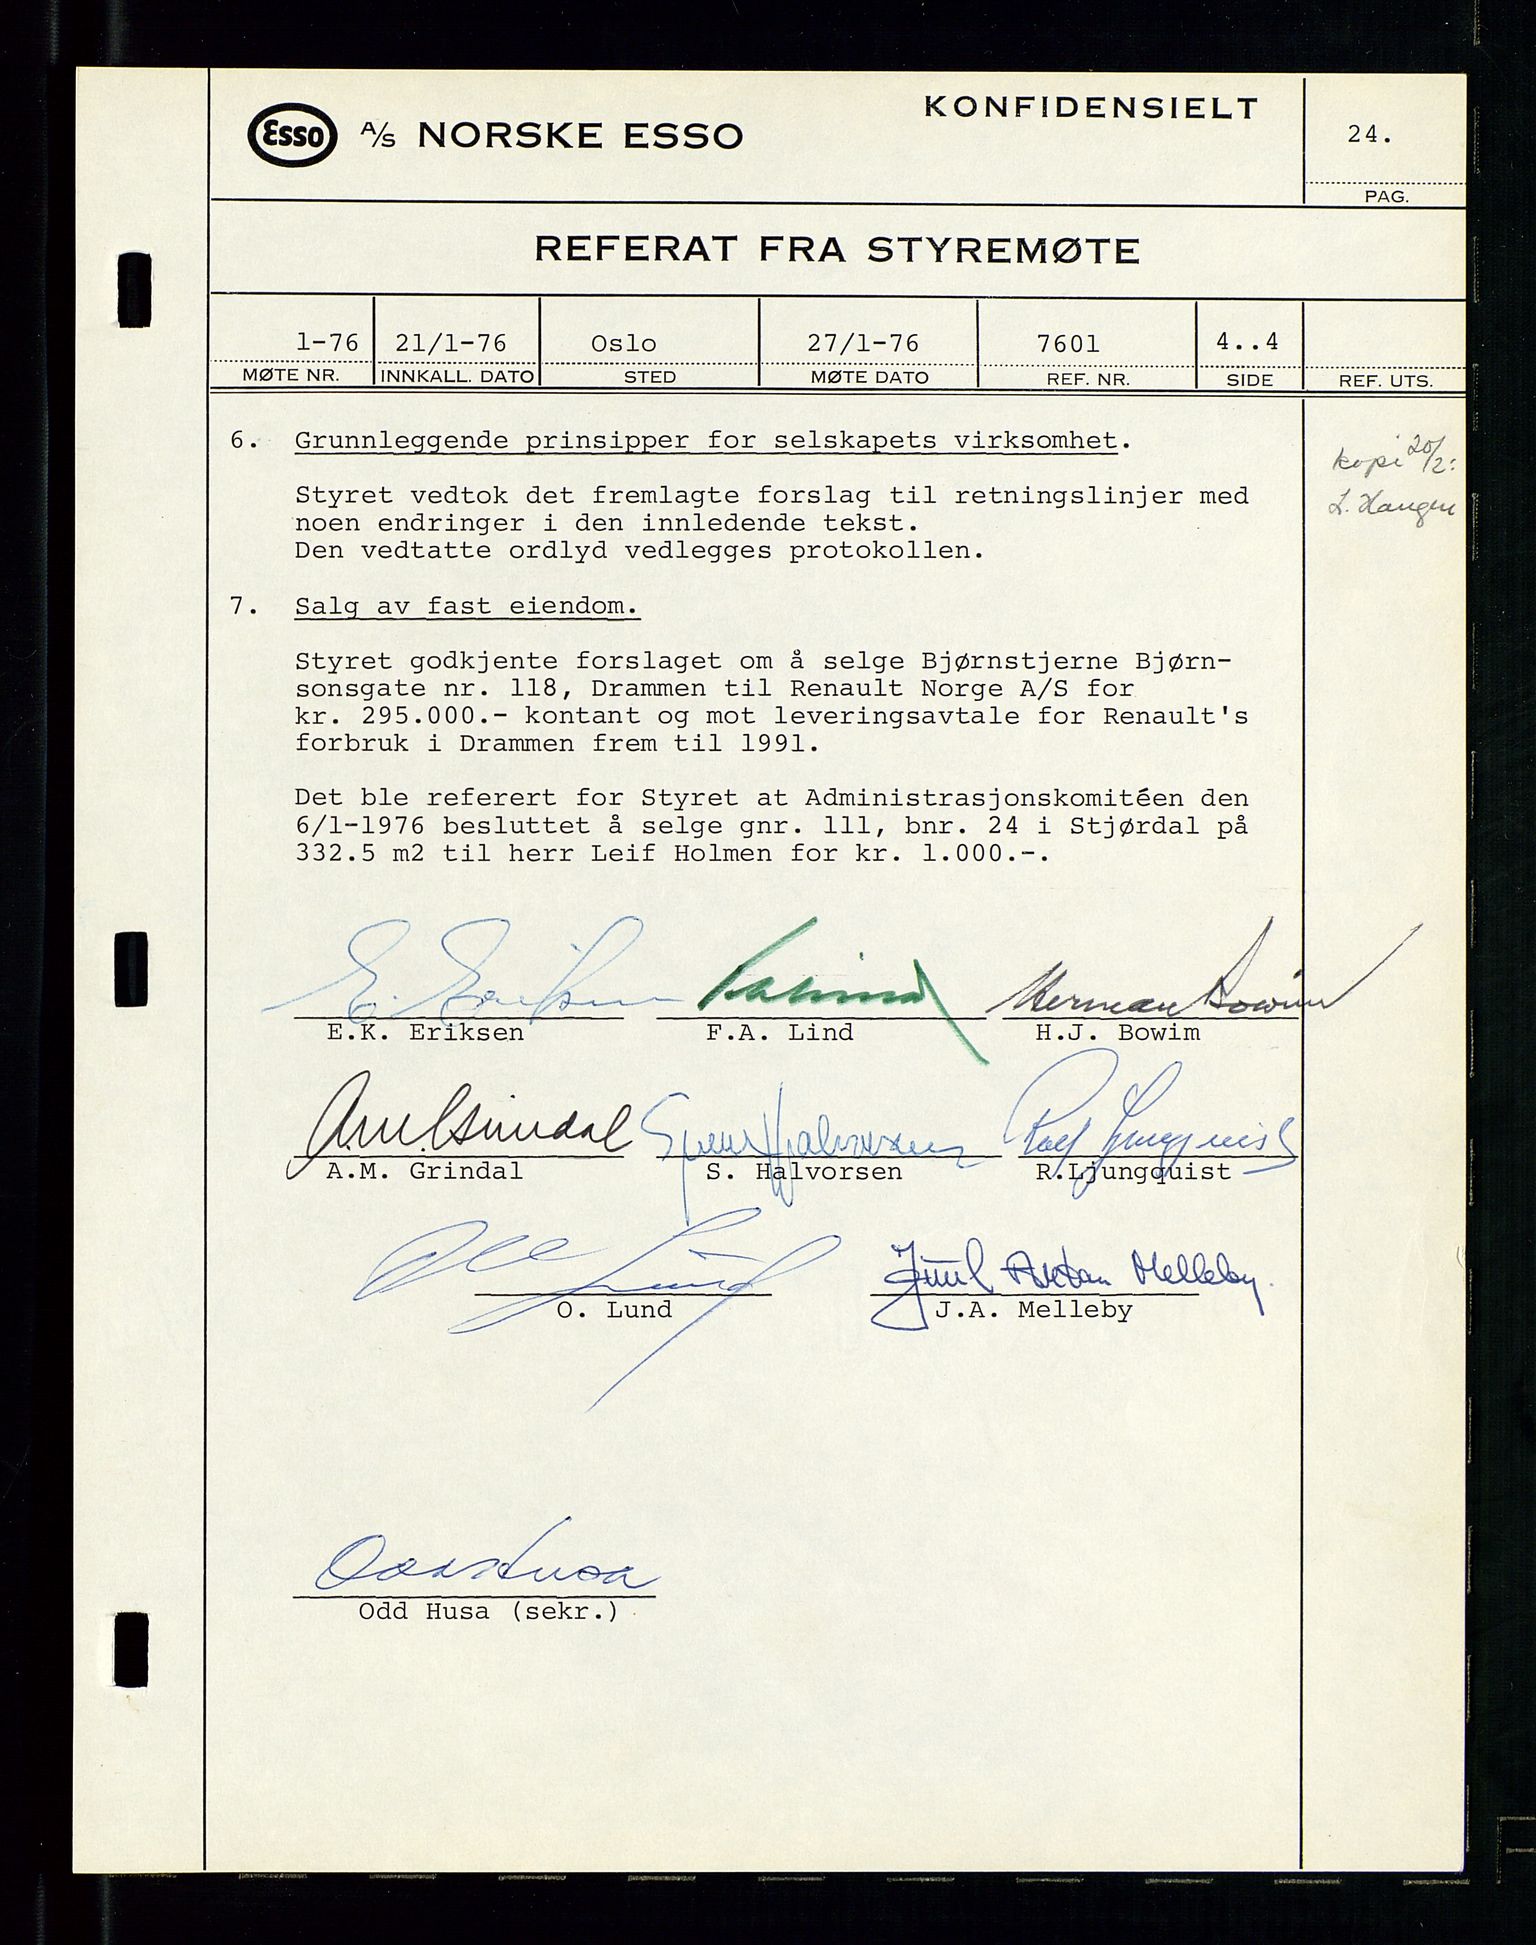 KONFIDENSIELT
Esso A/S NORSKE ESSO
24.
PAG.
REFERAT FRA STYREMØTE
1-76 21/1-76 Oslo 27/1-76 7601 4..4
MØTE NR. INNKALL. DATO STED MØTE DATO REF. NR. SIDE REF. UTS.
6. Grunnleggende prinsipper for selskapets virksomhet.
kopi 20/2:
Styret vedtok det fremlagte forslag til retningslinjer med
noen endringer i den innledende tekst.
Den vedtatte ordlyd vedlegges protokollen.
7. Salg av fast eiendom.
Styret godkjente forslaget om å selge Bjørnstjerne Bjørn-
sonsgate nr. 118, Drammen til Renault Norge A/S for
kr. 295.000.- kontant og mot leveringsavtale for Renault's
forbruk i Drammen frem til 1991.
Det ble referert for Styret at Administrasjonskomitéen den
6/1-1976 besluttet å selge gnr. 111, bnr. 24 i Stjørdal på
332.5 m2 til herr Leif Holmen for kr. 1.000.-.
E. Eriksen Herman Bowim
E.K. Eriksen F.A. Lind H.J. Bowim
Rolf Ljungquist
A.M. Grindal S. Halvorsen R.Ljungquist
Juul Anton Melleby
O. Lund J.A. Melleby
Odd Husa
Odd Husa (sekr.)